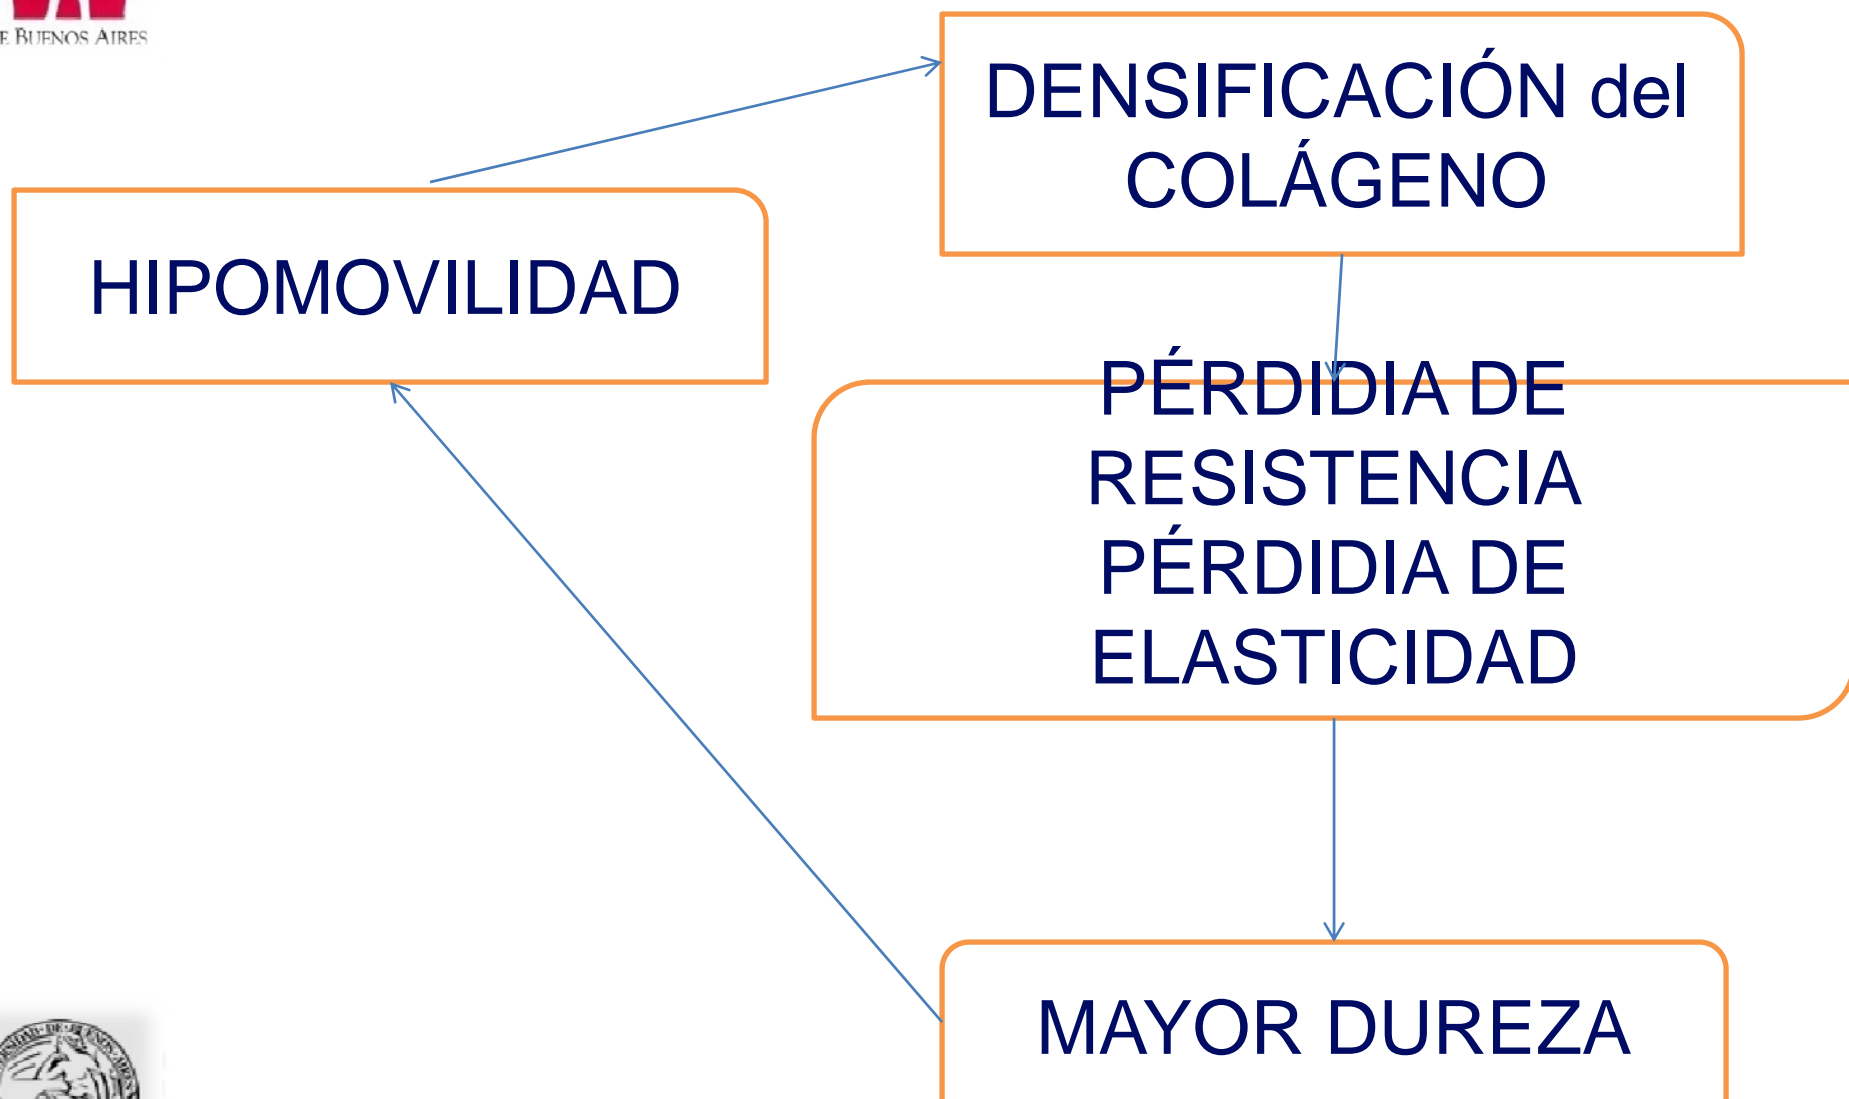 E BUENOS AIRES
DENSIFICACIÓN del
COLÁGENO
HIPOMOVILIDAD
PÉRDIDIA DE
RESISTENCIA
PÉRDIDIA DE
ELASTICIDAD
MAYOR DUREZA